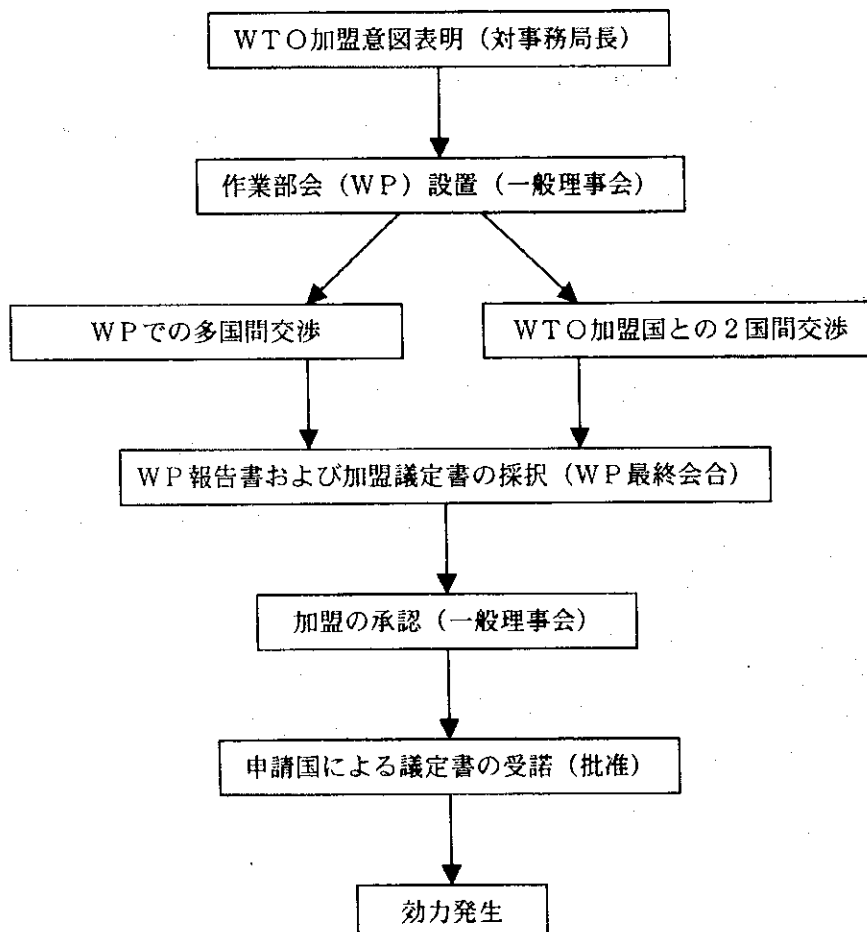 WTO加盟意図表明（対事務局長）
作業部会（WP）設置（一般理事会）
WPでの多国間交渉
WTO加盟国との2国間交渉
WP報告書および加盟議定書の採択（WP最終会合）
加盟の承認（一般理事会）
申請国による議定書の受諾（批准）
効力発生